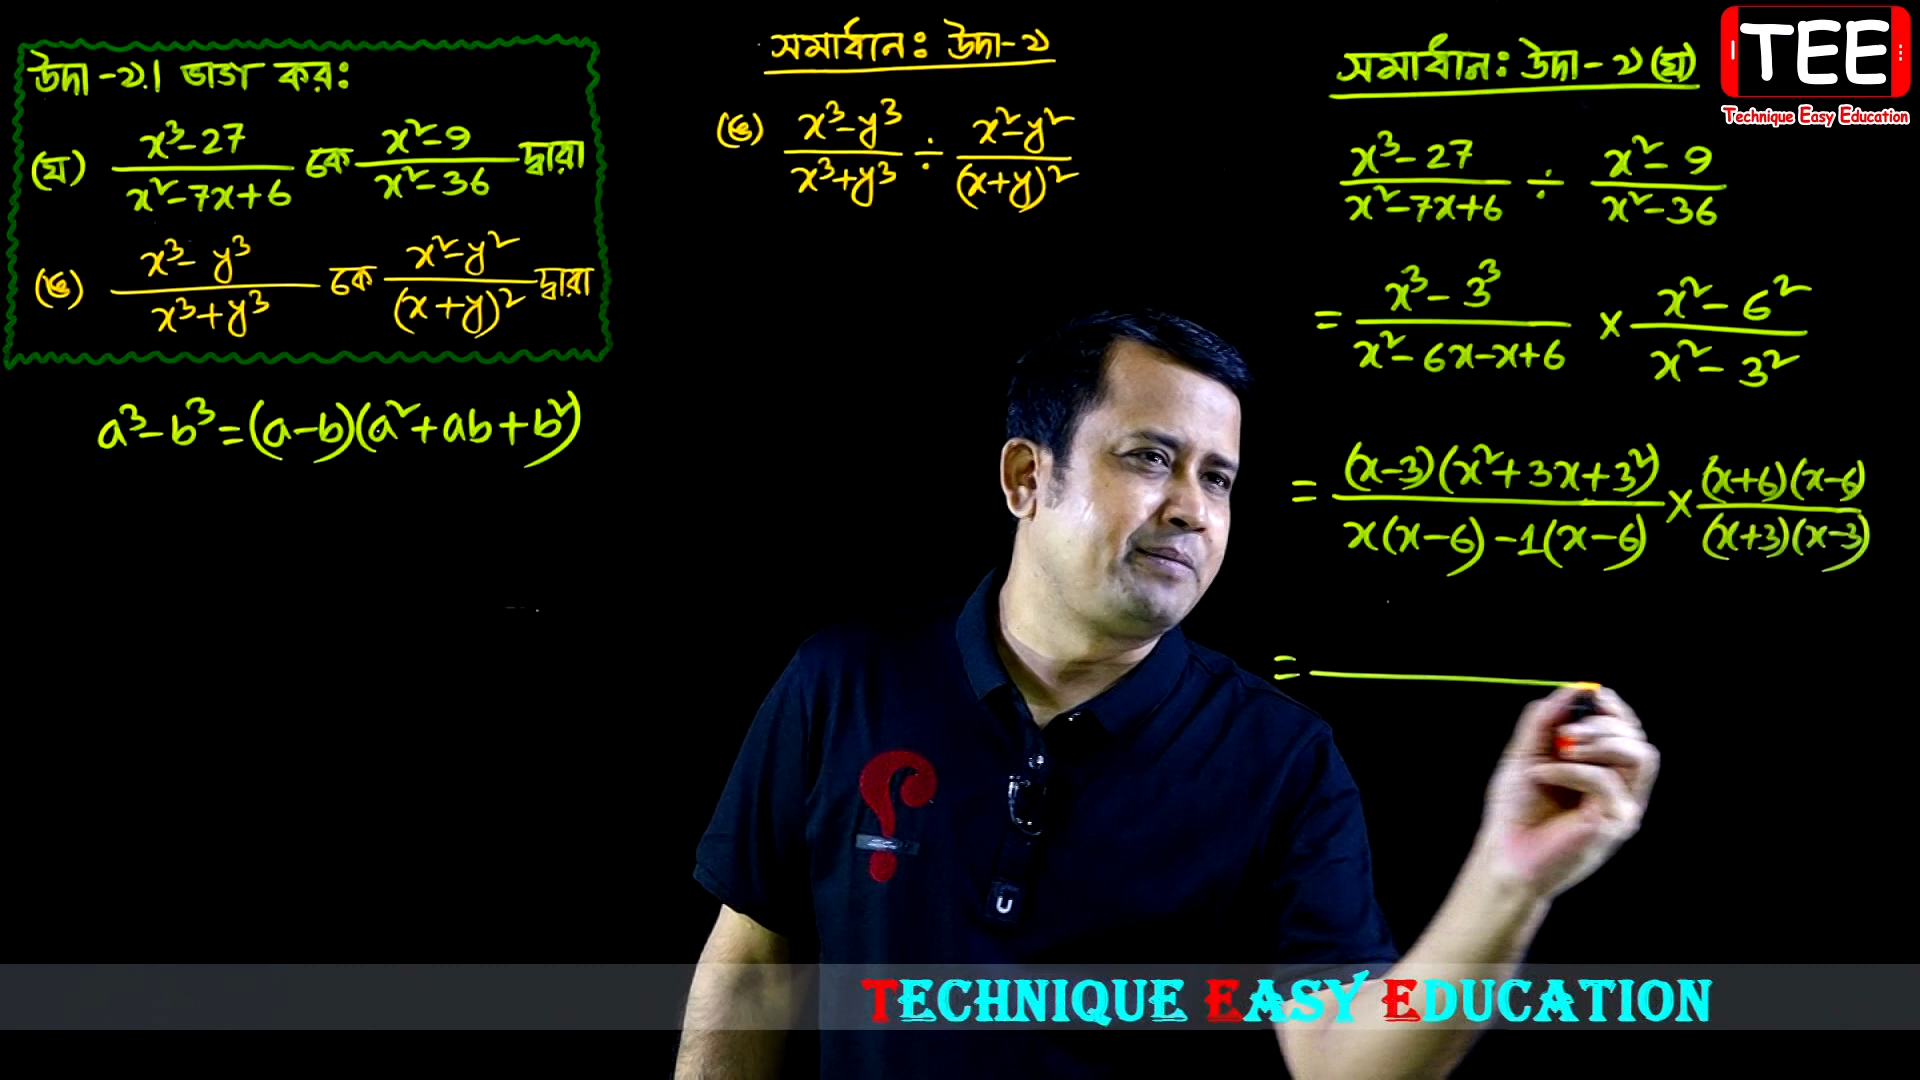 উদা-২। ভাগ কর:
(ঘ) x³-27 / x²-7x+6 কে x²-9 / x²-36 দ্বারা
(ঙ) x³-y³ / x³+y³ কে x²-y² / (x+y)² দ্বারা
a³-b³=(a-b)(a²+ab+b²)
সমাধান: উদা-২
(ঙ) x³-y³ / x³+y³ ÷ x²-y² / (x+y)²
সমাধান: উদা-২(ঘ)
x³-27 / x²-7x+6 ÷ x²-9 / x²-36
= x³-3³ / x²-6x-x+6 × x²-6² / x²-3²
= (x-3)(x²+3x+3²) / x(x-6)-1(x-6) × (x+6)(x-6) / (x+3)(x-3)
=
TEE
Technique Easy Education
?
U
TECHNIQUE EASY EDUCATION